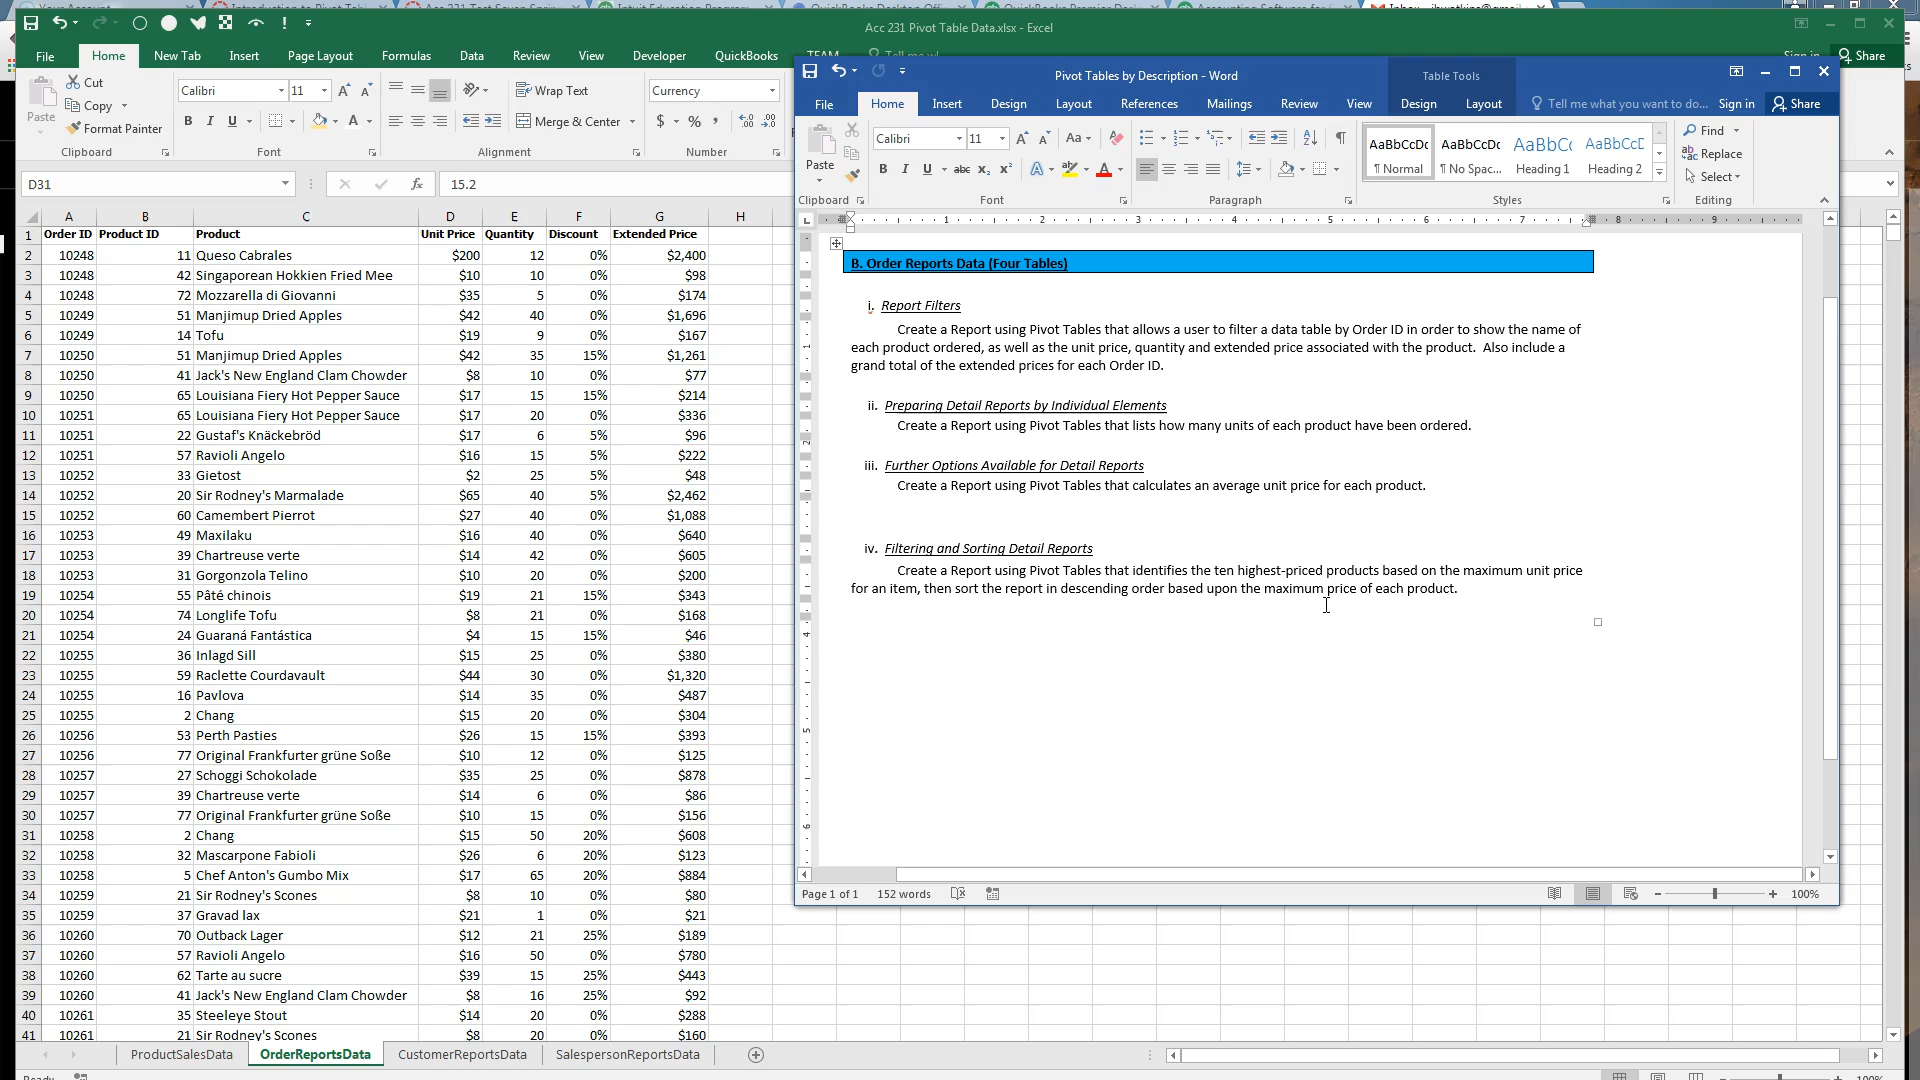 Acc 231 Pivot Table Data.xlsx - Excel
File Home New Tab Insert Page Layout Formulas Data Review View Developer QuickBooks TEAM Tell me Sign in Share
Cut
Copy
Format Painter
Paste
Calibri 11
B I U
Wrap Text
Merge & Center
Currency
$ % ,
Clipboard Font Alignment Number
D31 fx 15.2
A B C D E F G H
1 Order ID Product ID Product Unit Price Quantity Discount Extended Price
2 10248 11 Queso Cabrales $200 12 0% $2,400
3 10248 42 Singaporean Hokkien Fried Mee $10 10 0% $98
4 10248 72 Mozzarella di Giovanni $35 5 0% $174
5 10249 51 Manjimup Dried Apples $42 40 0% $1,696
6 10249 14 Tofu $19 9 0% $167
7 10250 51 Manjimup Dried Apples $42 35 15% $1,261
8 10250 41 Jack's New England Clam Chowder $8 10 0% $77
9 10250 65 Louisiana Fiery Hot Pepper Sauce $17 15 15% $214
10 10251 65 Louisiana Fiery Hot Pepper Sauce $17 20 0% $336
11 10251 22 Gustaf's Knäckebröd $17 6 5% $96
12 10251 57 Ravioli Angelo $16 15 5% $222
13 10252 33 Gietost $2 25 5% $48
14 10252 20 Sir Rodney's Marmalade $65 40 5% $2,462
15 10252 60 Camembert Pierrot $27 40 0% $1,088
16 10253 49 Maxilaku $16 40 0% $640
17 10253 39 Chartreuse verte $14 42 0% $605
18 10253 31 Gorgonzola Telino $10 20 0% $200
19 10254 55 Pâté chinois $19 21 15% $343
20 10254 74 Longlife Tofu $8 21 0% $168
21 10254 24 Guaraná Fantástica $4 15 15% $46
22 10255 36 Inlagd Sill $15 25 0% $380
23 10255 59 Raclette Courdavault $44 30 0% $1,320
24 10255 16 Pavlova $14 35 0% $487
25 10255 2 Chang $15 20 0% $304
26 10256 53 Perth Pasties $26 15 15% $393
27 10256 77 Original Frankfurter grüne Soße $10 12 0% $125
28 10257 27 Schoggi Schokolade $35 25 0% $878
29 10257 39 Chartreuse verte $14 6 0% $86
30 10257 77 Original Frankfurter grüne Soße $10 15 0% $156
31 10258 2 Chang $15 50 20% $608
32 10258 32 Mascarpone Fabioli $26 6 20% $123
33 10258 5 Chef Anton's Gumbo Mix $17 65 20% $884
34 10259 21 Sir Rodney's Scones $8 10 0% $80
35 10259 37 Gravad lax $21 1 0% $21
36 10260 70 Outback Lager $12 21 25% $189
37 10260 57 Ravioli Angelo $16 50 0% $780
38 10260 62 Tarte au sucre $39 15 25% $443
39 10260 41 Jack's New England Clam Chowder $8 16 25% $92
40 10261 35 Steeleye Stout $14 20 0% $288
41 10261 21 Sir Rodney's Scones $8 20 0% $160
ProductSalesData OrderReportsData CustomerReportsData SalespersonReportsData
Ready 100%
Pivot Tables by Description - Word Table Tools
File Home Insert Design Layout References Mailings Review View Design Layout Tell me what you want to do... Sign in Share
Paste
Calibri 11 Aa
B I U abc x₂ x² A A
AaBbCcDc AaBbCcDc AaBbCc AaBbCcC
¶ Normal ¶ No Spac... Heading 1 Heading 2
Find
Replace
Select
Clipboard Font Paragraph Styles Editing
1 2 3 4 5 6 7 8 9
B. Order Reports Data (Four Tables)
i. Report Filters
Create a Report using Pivot Tables that allows a user to filter a data table by Order ID in order to show the name of
each product ordered, as well as the unit price, quantity and extended price associated with the product. Also include a
grand total of the extended prices for each Order ID.
ii. Preparing Detail Reports by Individual Elements
Create a Report using Pivot Tables that lists how many units of each product have been ordered.
iii. Further Options Available for Detail Reports
Create a Report using Pivot Tables that calculates an average unit price for each product.
iv. Filtering and Sorting Detail Reports
Create a Report using Pivot Tables that identifies the ten highest-priced products based on the maximum unit price
for an item, then sort the report in descending order based upon the maximum price of each product.
Page 1 of 1 152 words 100%